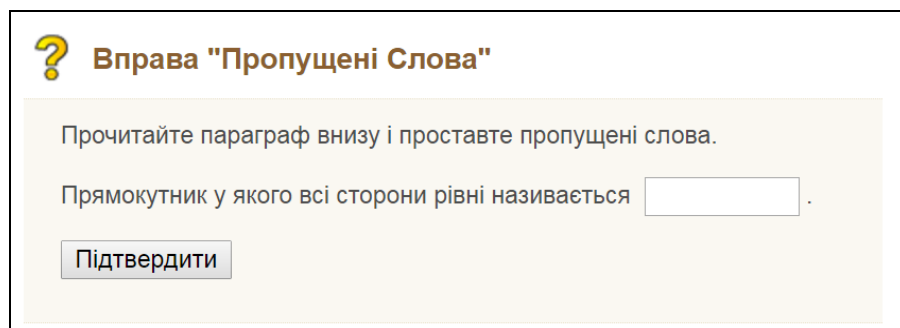 Вправа "Пропущені Слова"
Прочитайте параграф внизу і проставте пропущені слова.
Прямокутник у якого всі сторони рівні називається .
Підтвердити